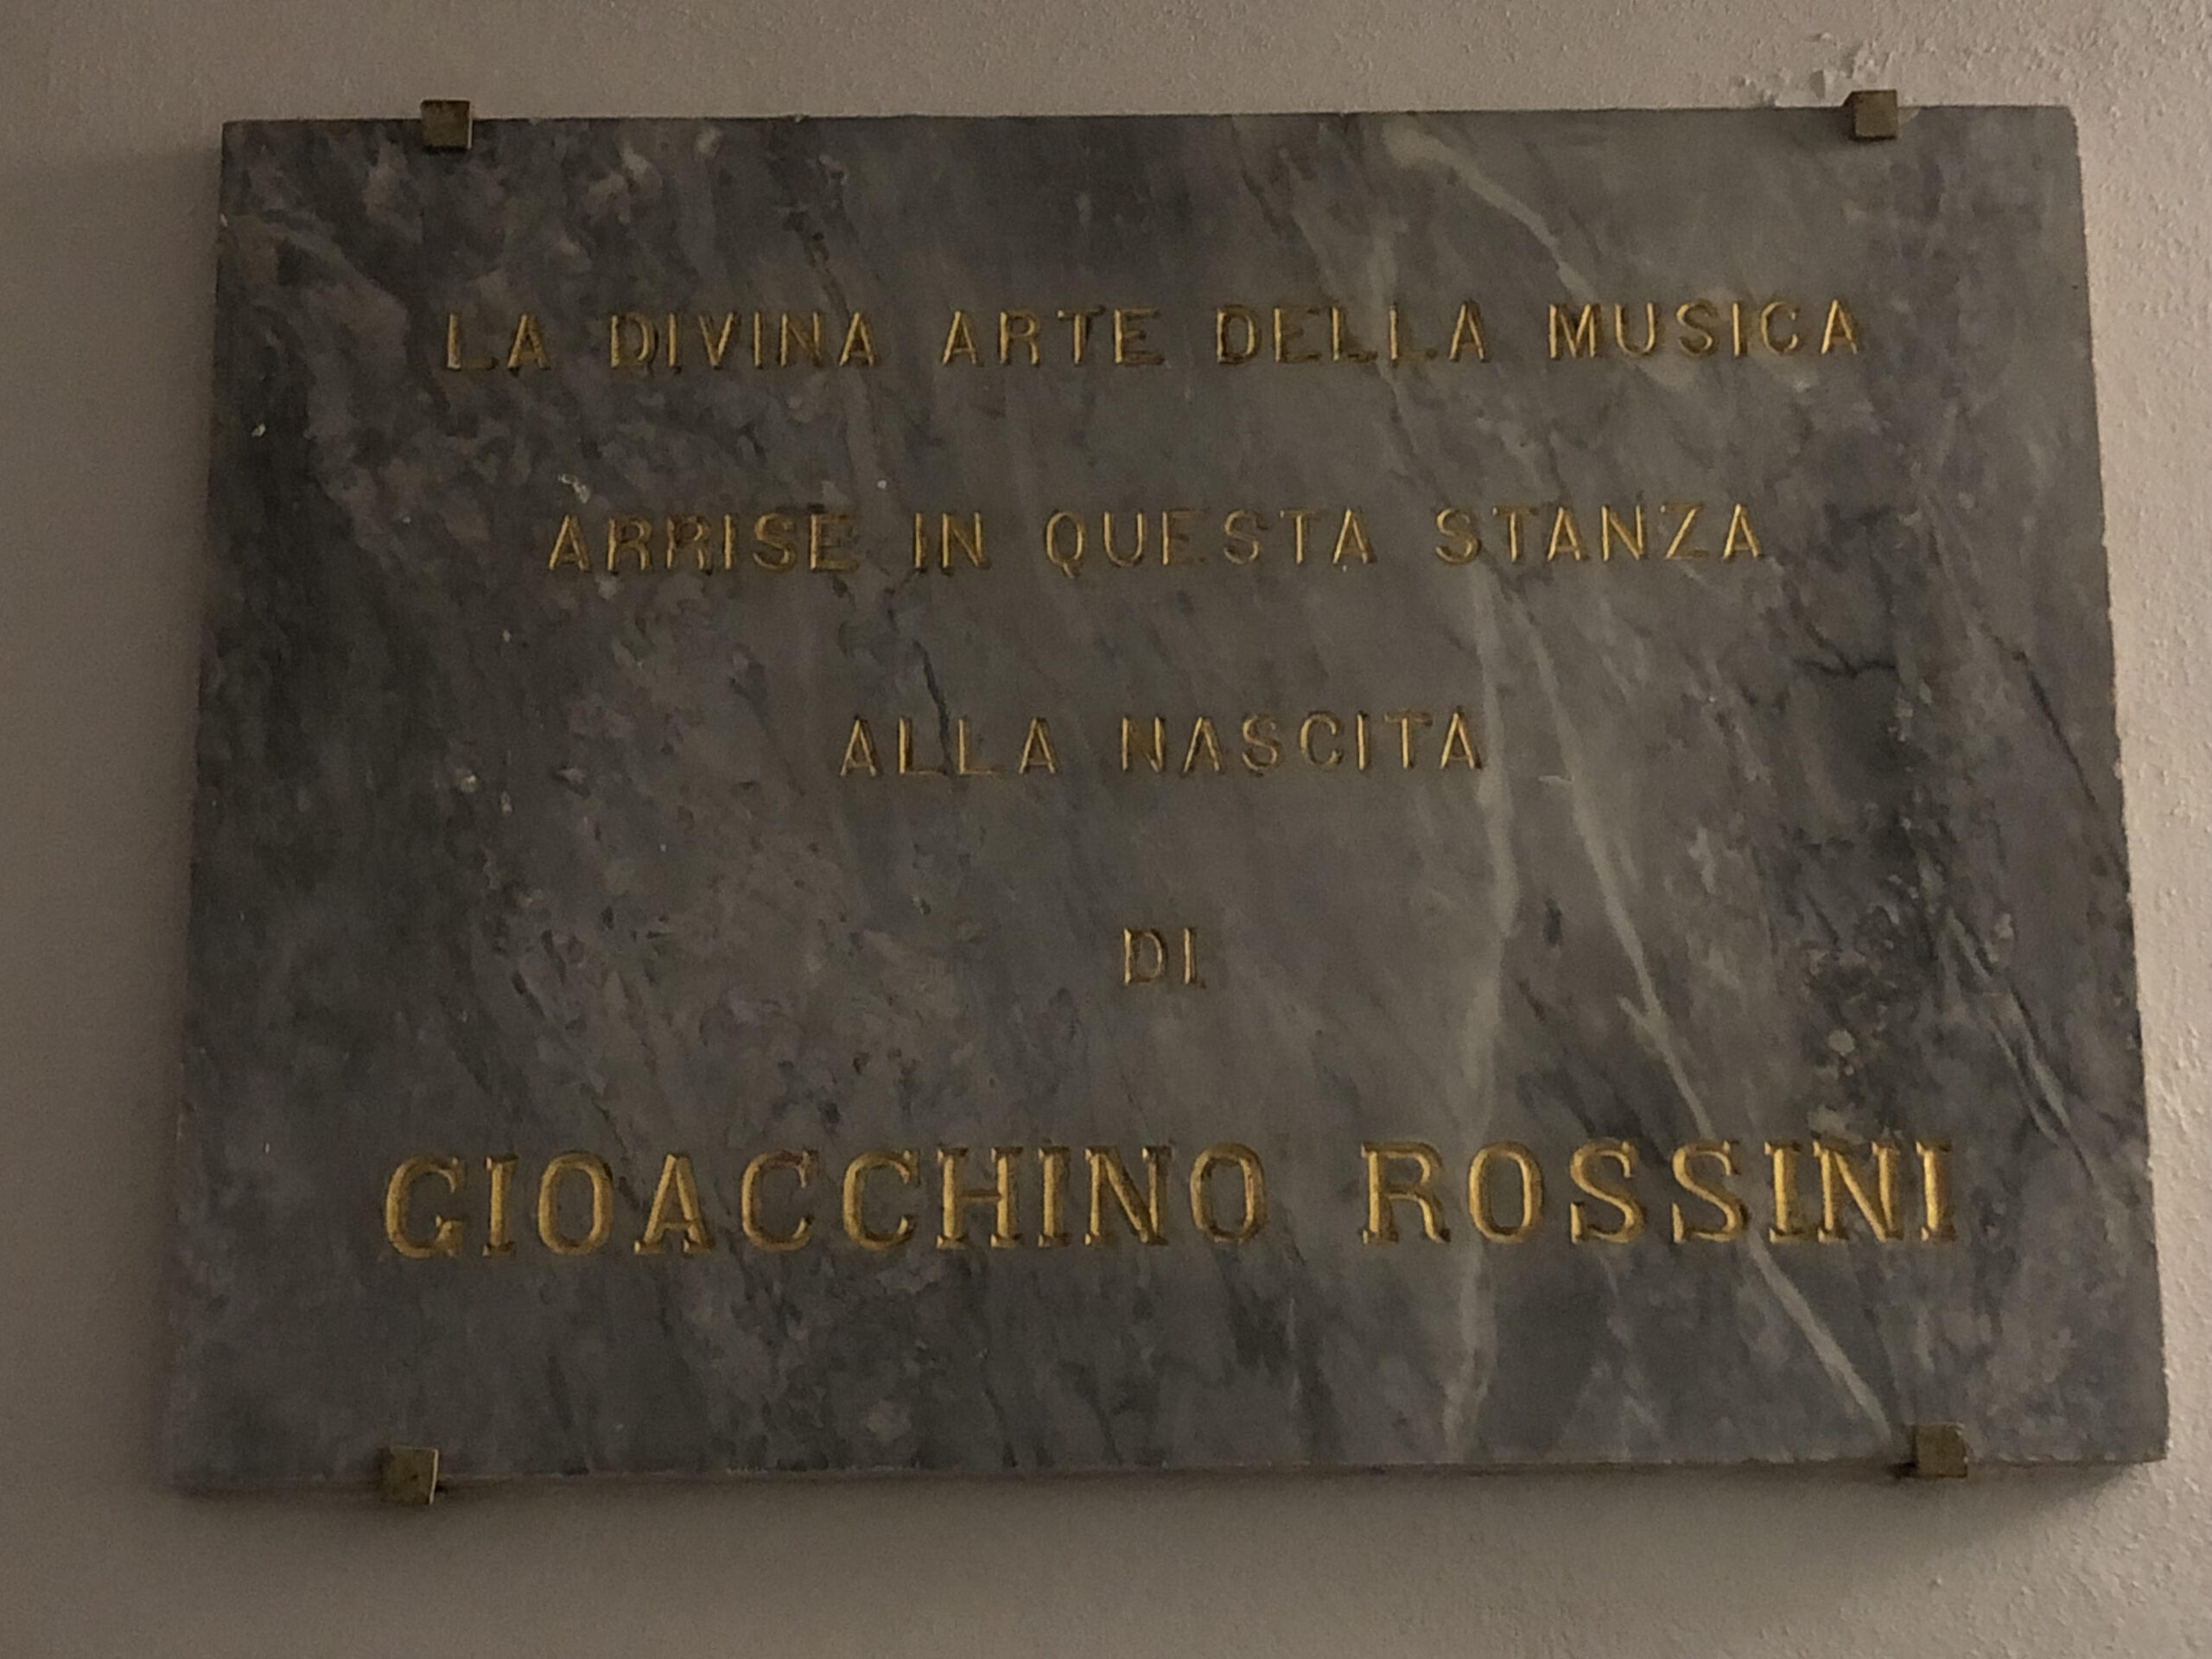 LA DIVINA ARTE DELLA MUSICA
ARRISE IN QUESTA STANZA
ALLA NASCITA
DI
GIOACCHINO ROSSINI